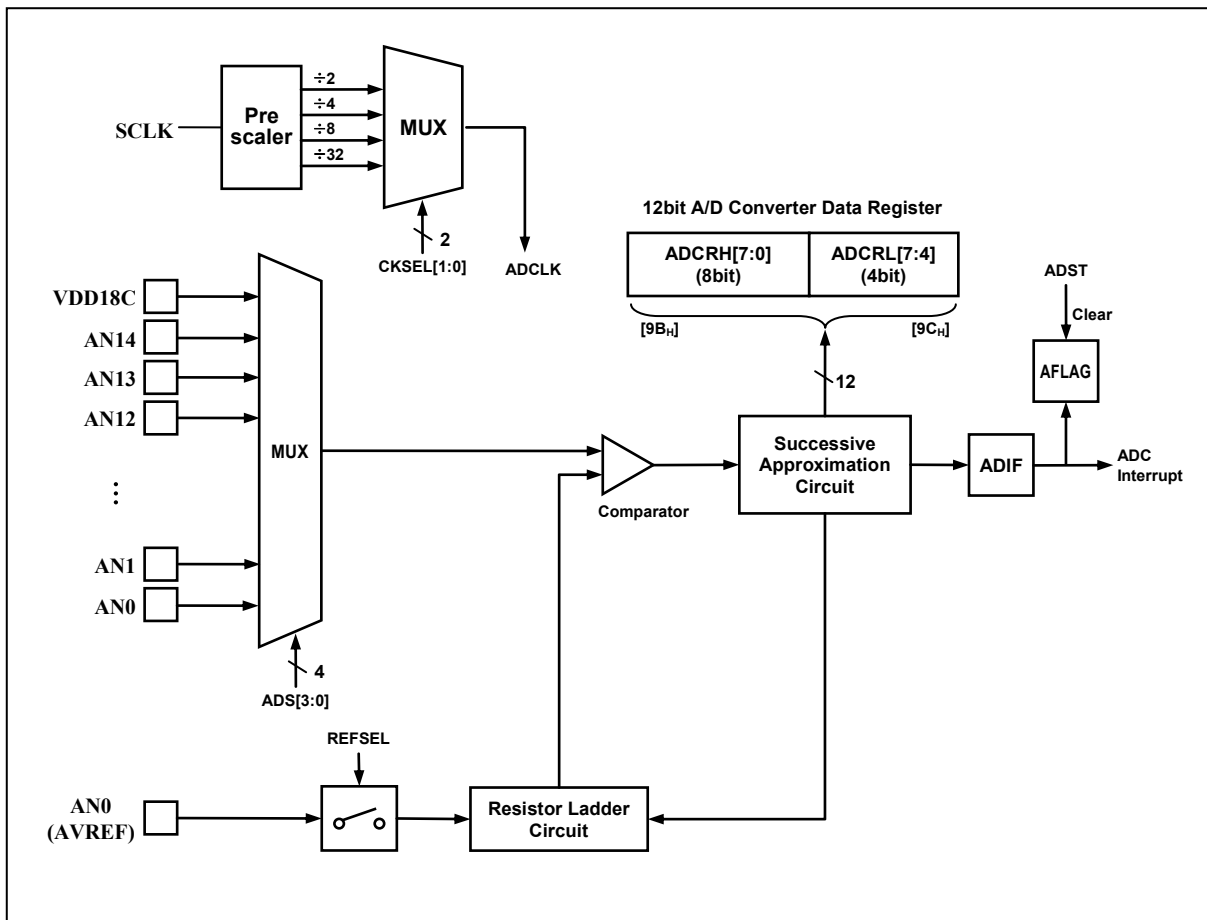 ÷2
÷4
÷8
÷32
Pre
scaler
SCLK
MUX
2
CKSEL[1:0]
ADCLK
12bit A/D Converter Data Register
ADCRH[7:0]
(8bit)
ADCRL[7:4]
(4bit)
[9BH]
[9CH]
12
ADST
Clear
AFLAG
VDD18C
AN14
AN13
AN12
...
AN1
AN0
MUX
4
ADS[3:0]
Comparator
Successive
Approximation
Circuit
ADIF
ADC
Interrupt
REFSEL
AN0
(AVREF)
Resistor Ladder
Circuit